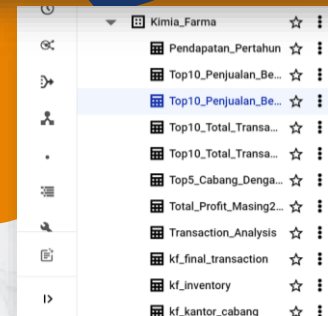 Kimia_Farma
Pendapatan_Pertahun
Top10_Penjualan_Be...
Top10_Penjualan_Be...
Top10_Total_Transa...
Top10_Total_Transa...
Top5_Cabang_Denga...
Total_Profit_Masing2...
Transaction_Analysis
kf_final_transaction
kf_inventory
kf_kantor_cabang